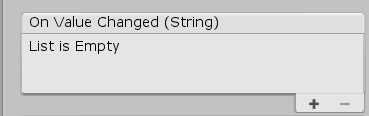 On Value Changed (String)
List is Empty